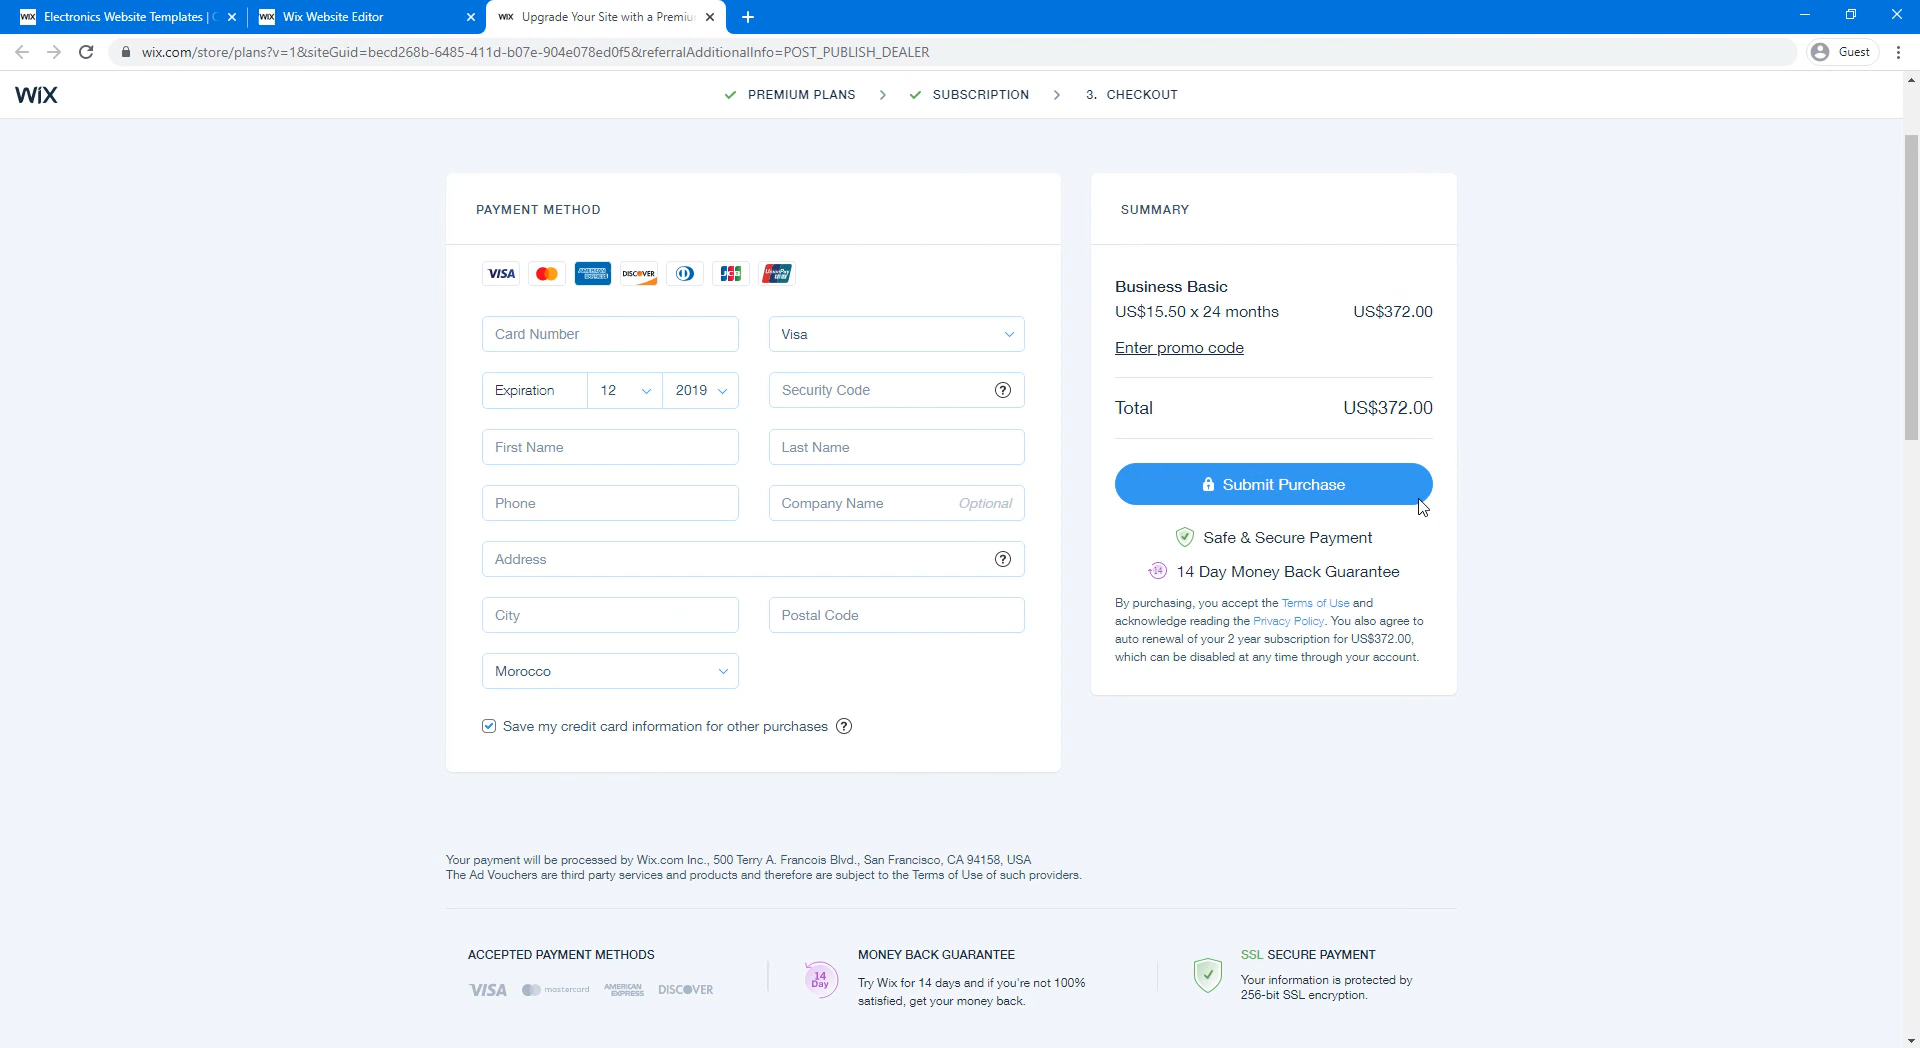 WiX Electronics Website Templates |
WiX Wix Website Editor
WiX Upgrade Your Site with a Premiu
wix.com/store/plans?v=1&siteGuid=becd268b-6485-411d-b07e-904e078ed0f5&referralAdditionalInfo=POST_PUBLISH_DEALER
Guest
WiX
PREMIUM PLANS
SUBSCRIPTION
3. CHECKOUT
PAYMENT METHOD
VISA
AMERICAN EXPRESS
DISCOVER
JCB
UnionPay
Card Number
Visa
Expiration 12 2019
Security Code ?
First Name
Last Name
Phone
Company Name Optional
Address ?
City
Postal Code
Morocco
Save my credit card information for other purchases ?
SUMMARY
Business Basic
US$15.50 x 24 months US$372.00
Enter promo code
Total US$372.00
Submit Purchase
Safe & Secure Payment
14 14 Day Money Back Guarantee
By purchasing, you accept the Terms of Use and
acknowledge reading the Privacy Policy. You also agree to
auto renewal of your 2 year subscription for US$372.00,
which can be disabled at any time through your account.
Your payment will be processed by Wix.com Inc., 500 Terry A. Francois Blvd., San Francisco, CA 94158, USA
The Ad Vouchers are third party services and products and therefore are subject to the Terms of Use of such providers.
ACCEPTED PAYMENT METHODS
VISA mastercard AMERICAN EXPRESS DISCOVER
14
Day
MONEY BACK GUARANTEE
Try Wix for 14 days and if you're not 100%
satisfied, get your money back.
SSL SECURE PAYMENT
Your information is protected by
256-bit SSL encryption.